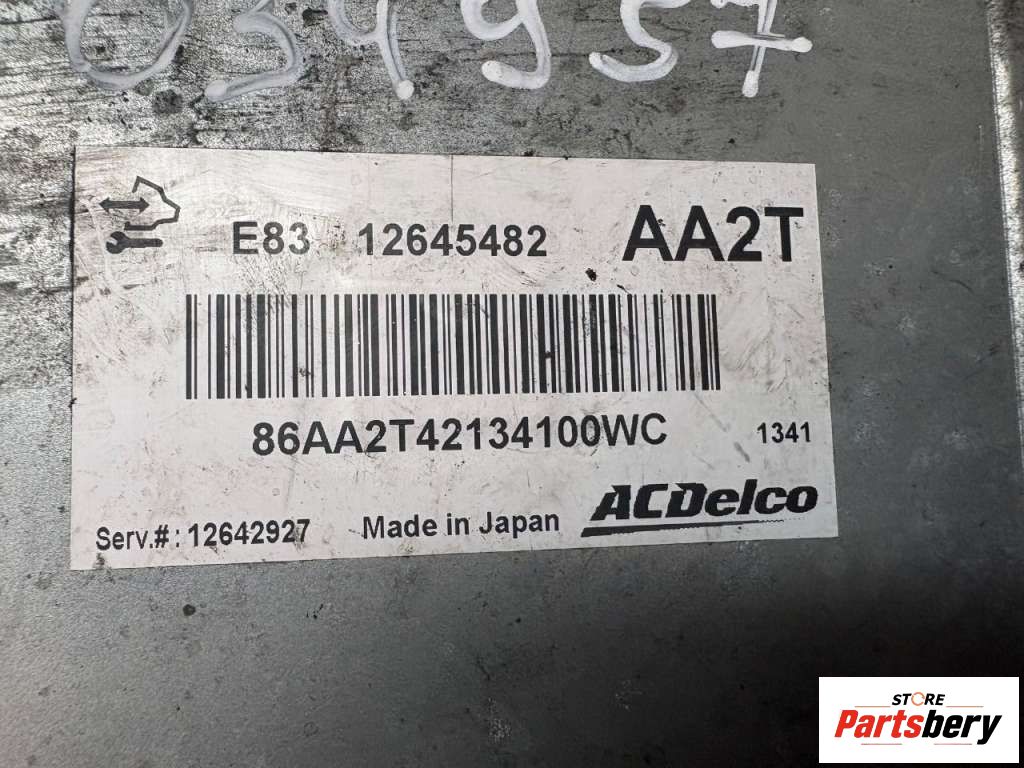 034957
E83 12645482 AA2T
86AA2T42134100WC 1341
Serv.#: 12642927 Made in Japan ACDelco
STORE
Partsbery